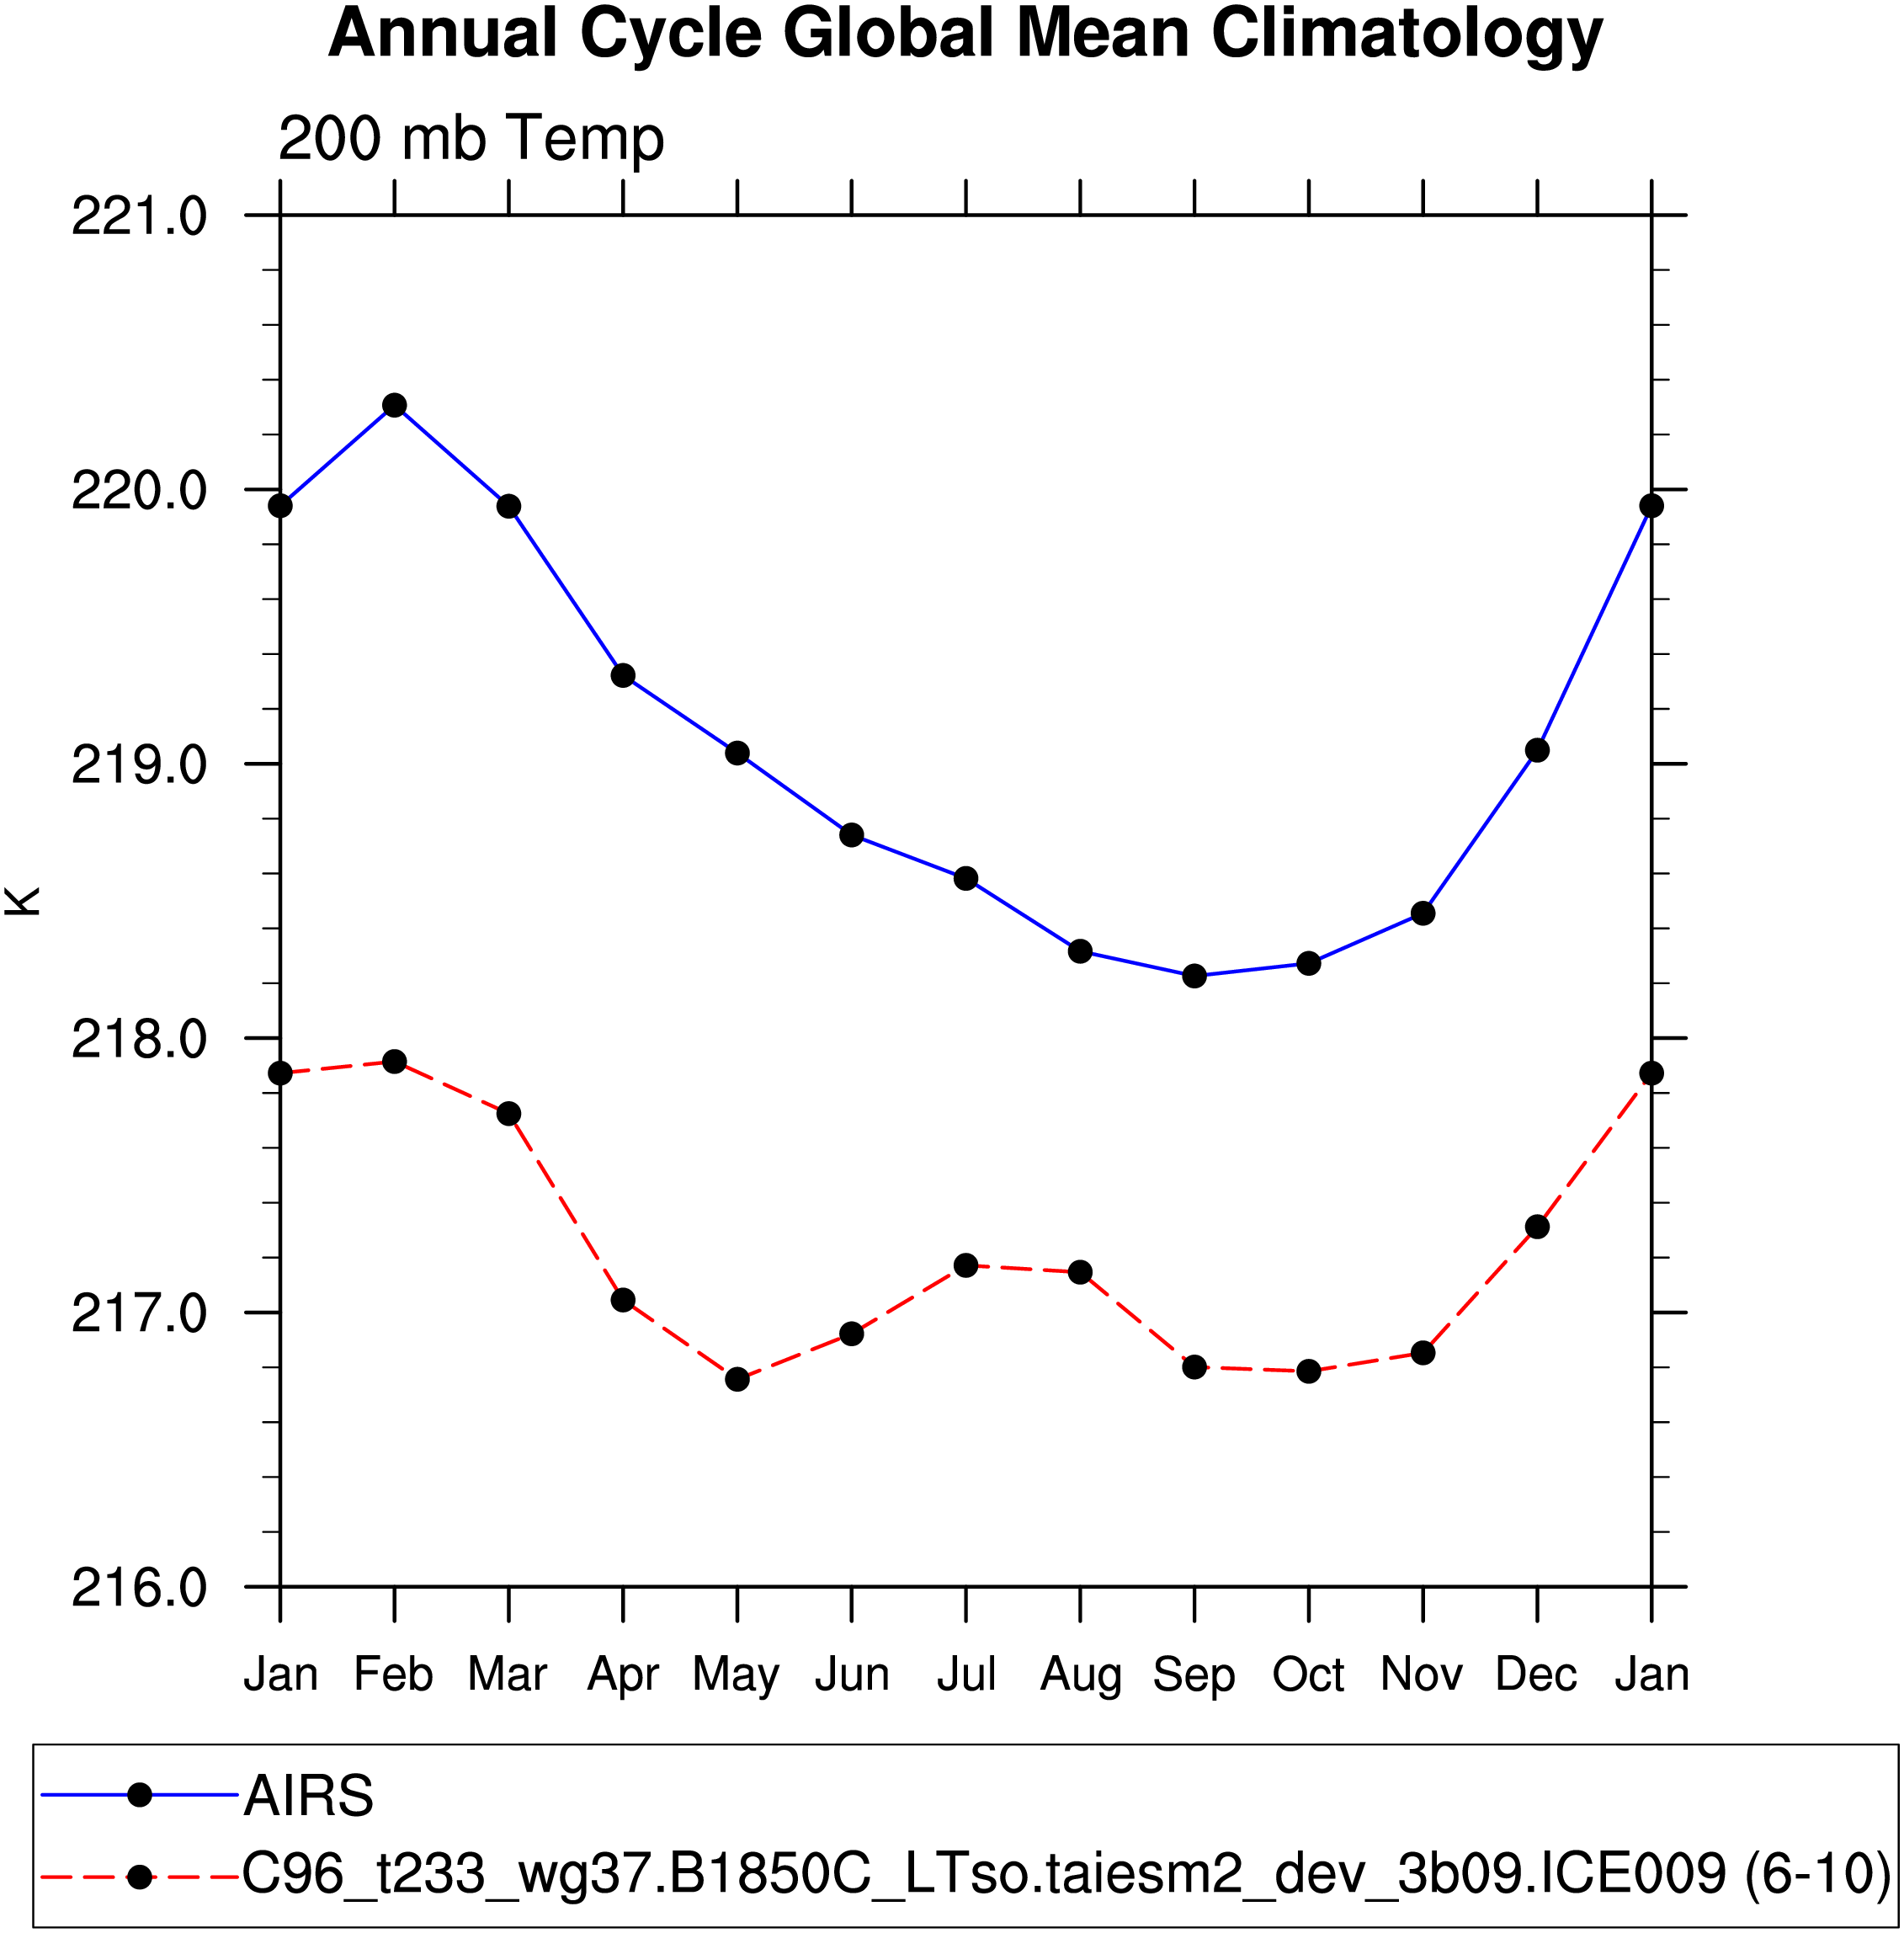 Annual Cycle Global Mean Climatology
200 mb Temp
221.0
220.0
219.0
218.0
217.0
216.0
K
Jan Feb Mar Apr May Jun Jul Aug Sep Oct Nov Dec Jan
AIRS
C96_t233_wg37.B1850C_LTso.taiesm2_dev_3b09.ICE009 (6-10)